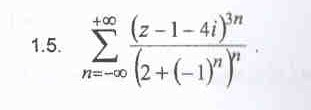 1.5. $\sum_{n=-\infty}^{+\infty} \frac{(z-1-4i)^{3n}}{(2+(-1)^n)^n}$.